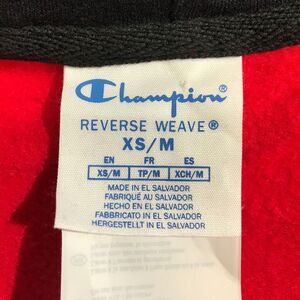 Champion®
REVERSE WEAVE®
XS/M
EN FR ES
XS/M TP/M XCH/M
MADE IN EL SALVADOR
FABRIQUÉ AU EL SALVADOR
HECHO EN EL SALVADOR
FABBRICATO IN EL SALVADOR
HERGESTELLT IN EL SALVADOR